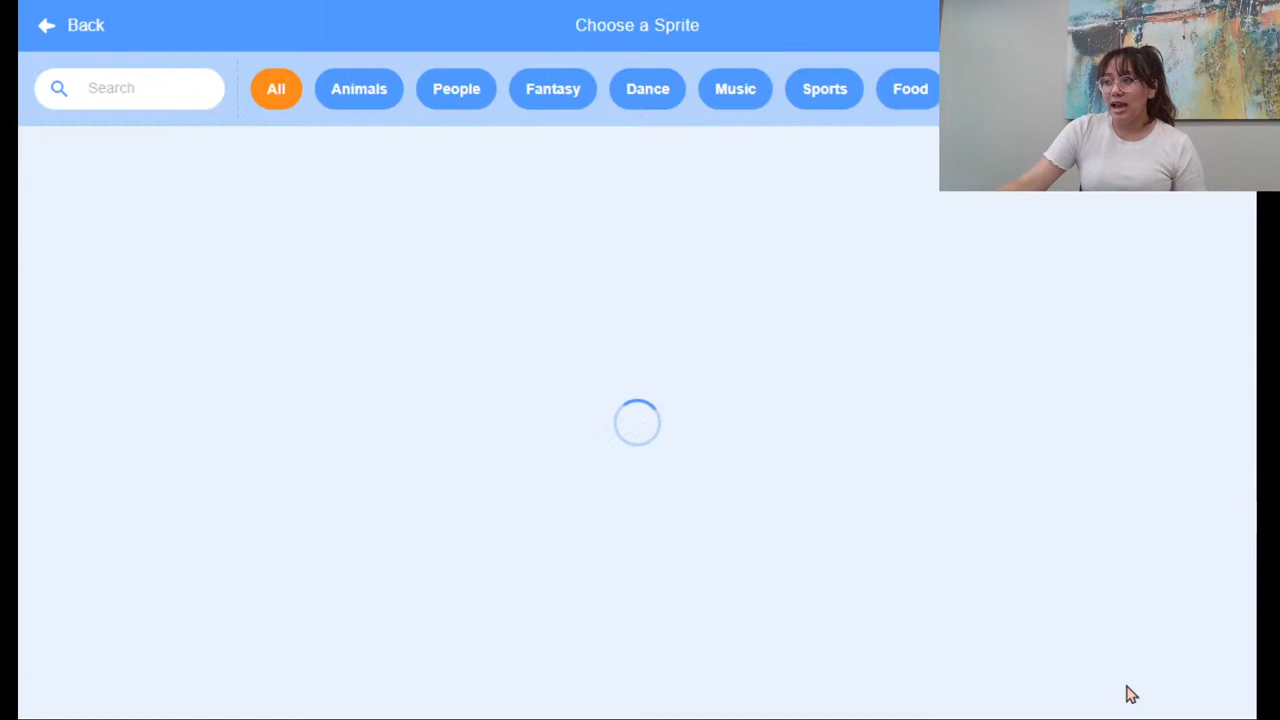 Back
Choose a Sprite
Search
All
Animals
People
Fantasy
Dance
Music
Sports
Food